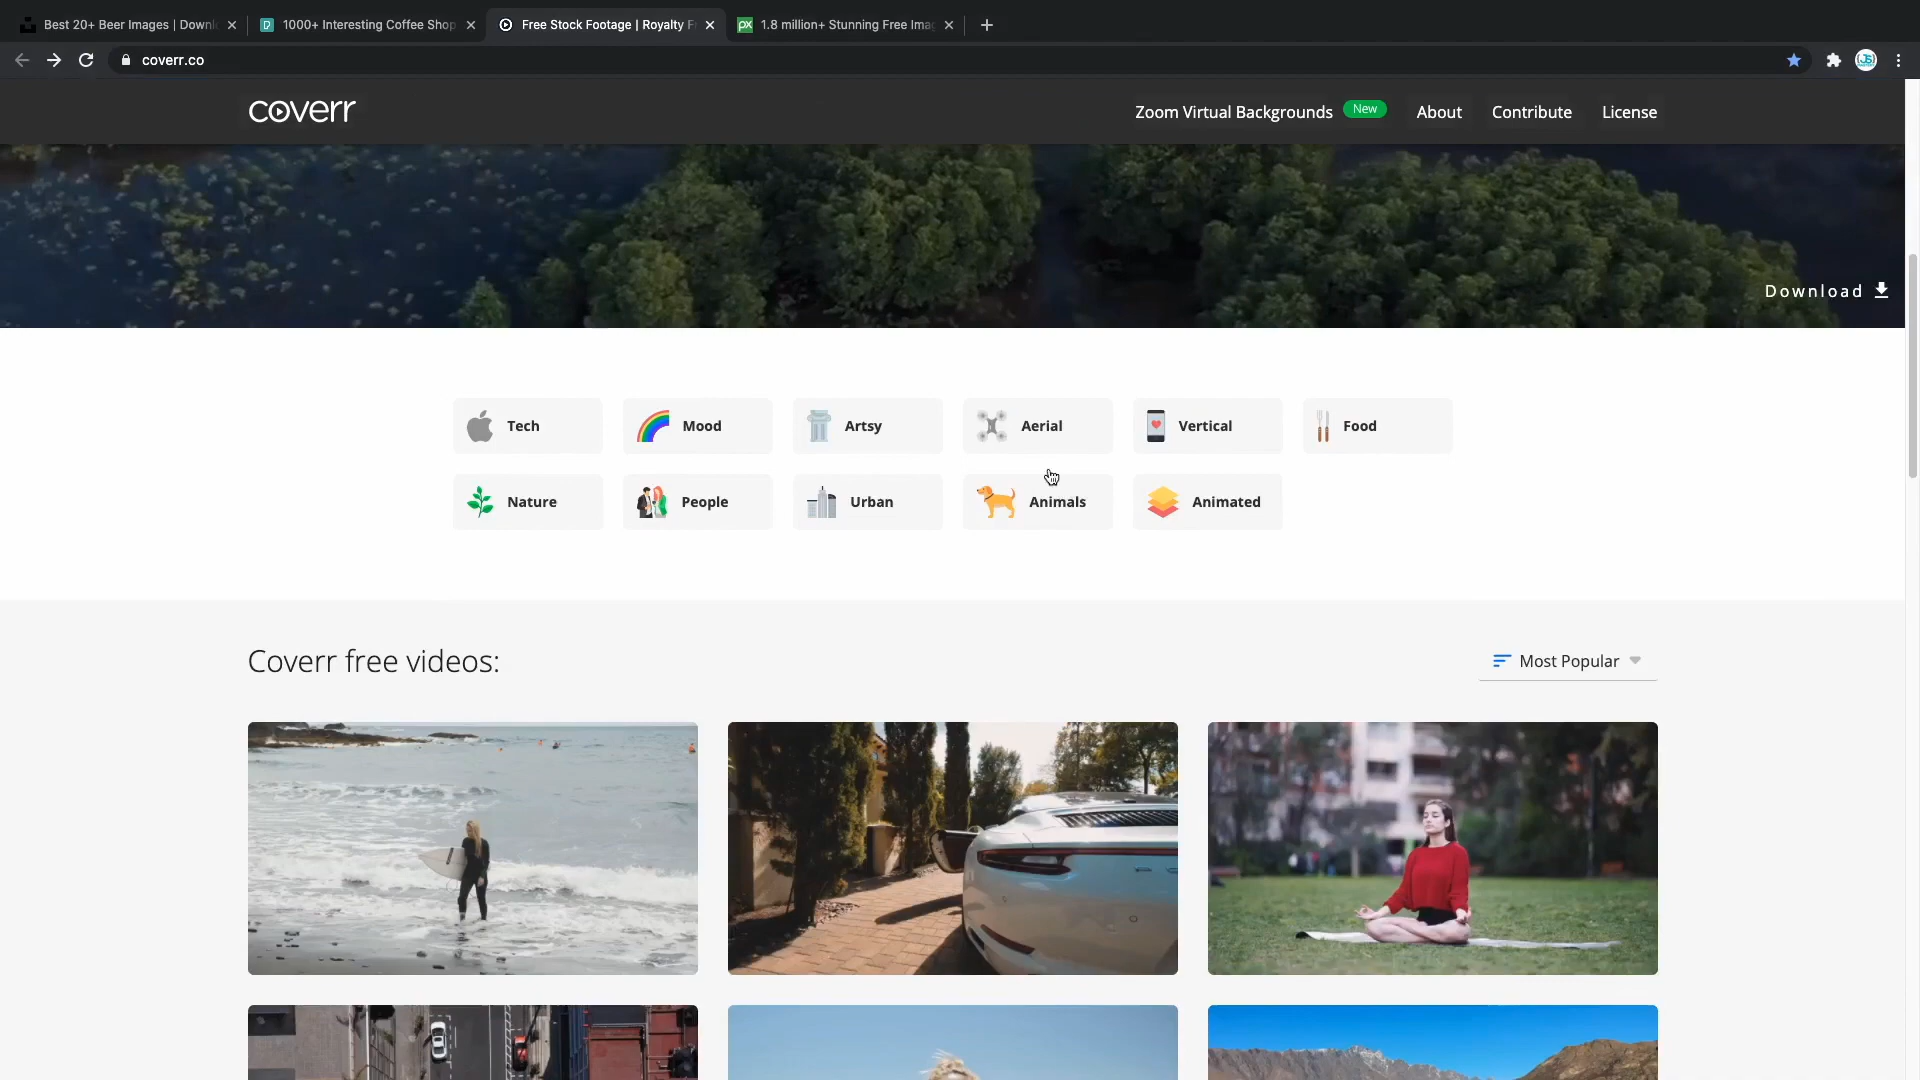 Best 20+ Beer Images | Downl
1000+ Interesting Coffee Shop
Free Stock Footage | Royalty F
1.8 million+ Stunning Free Imag
coverr.co
coverr
Zoom Virtual Backgrounds New About Contribute License
Download
Tech Mood Artsy Aerial Vertical Food
Nature People Urban Animals Animated
Coverr free videos:
Most Popular